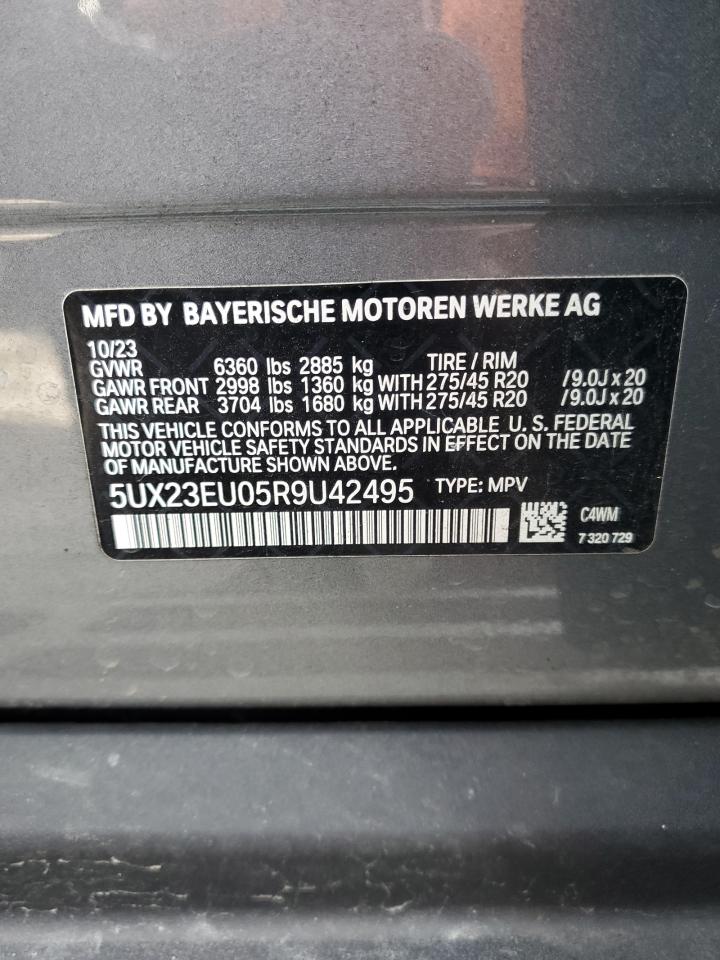 MFD BY BAYERISCHE MOTOREN WERKE AG
10/23
GVWR 6360 lbs 2885 kg TIRE / RIM
GAWR FRONT 2998 lbs 1360 kg WITH 275/45 R20 /9.0J x 20
GAWR REAR 3704 lbs 1680 kg WITH 275/45 R20 /9.0J x 20
THIS VEHICLE CONFORMS TO ALL APPLICABLE U. S. FEDERAL
MOTOR VEHICLE SAFETY STANDARDS IN EFFECT ON THE DATE
OF MANUFACTURE SHOWN ABOVE.
5UX23EU05R9U42495 TYPE: MPV
C4WM
7 320 729